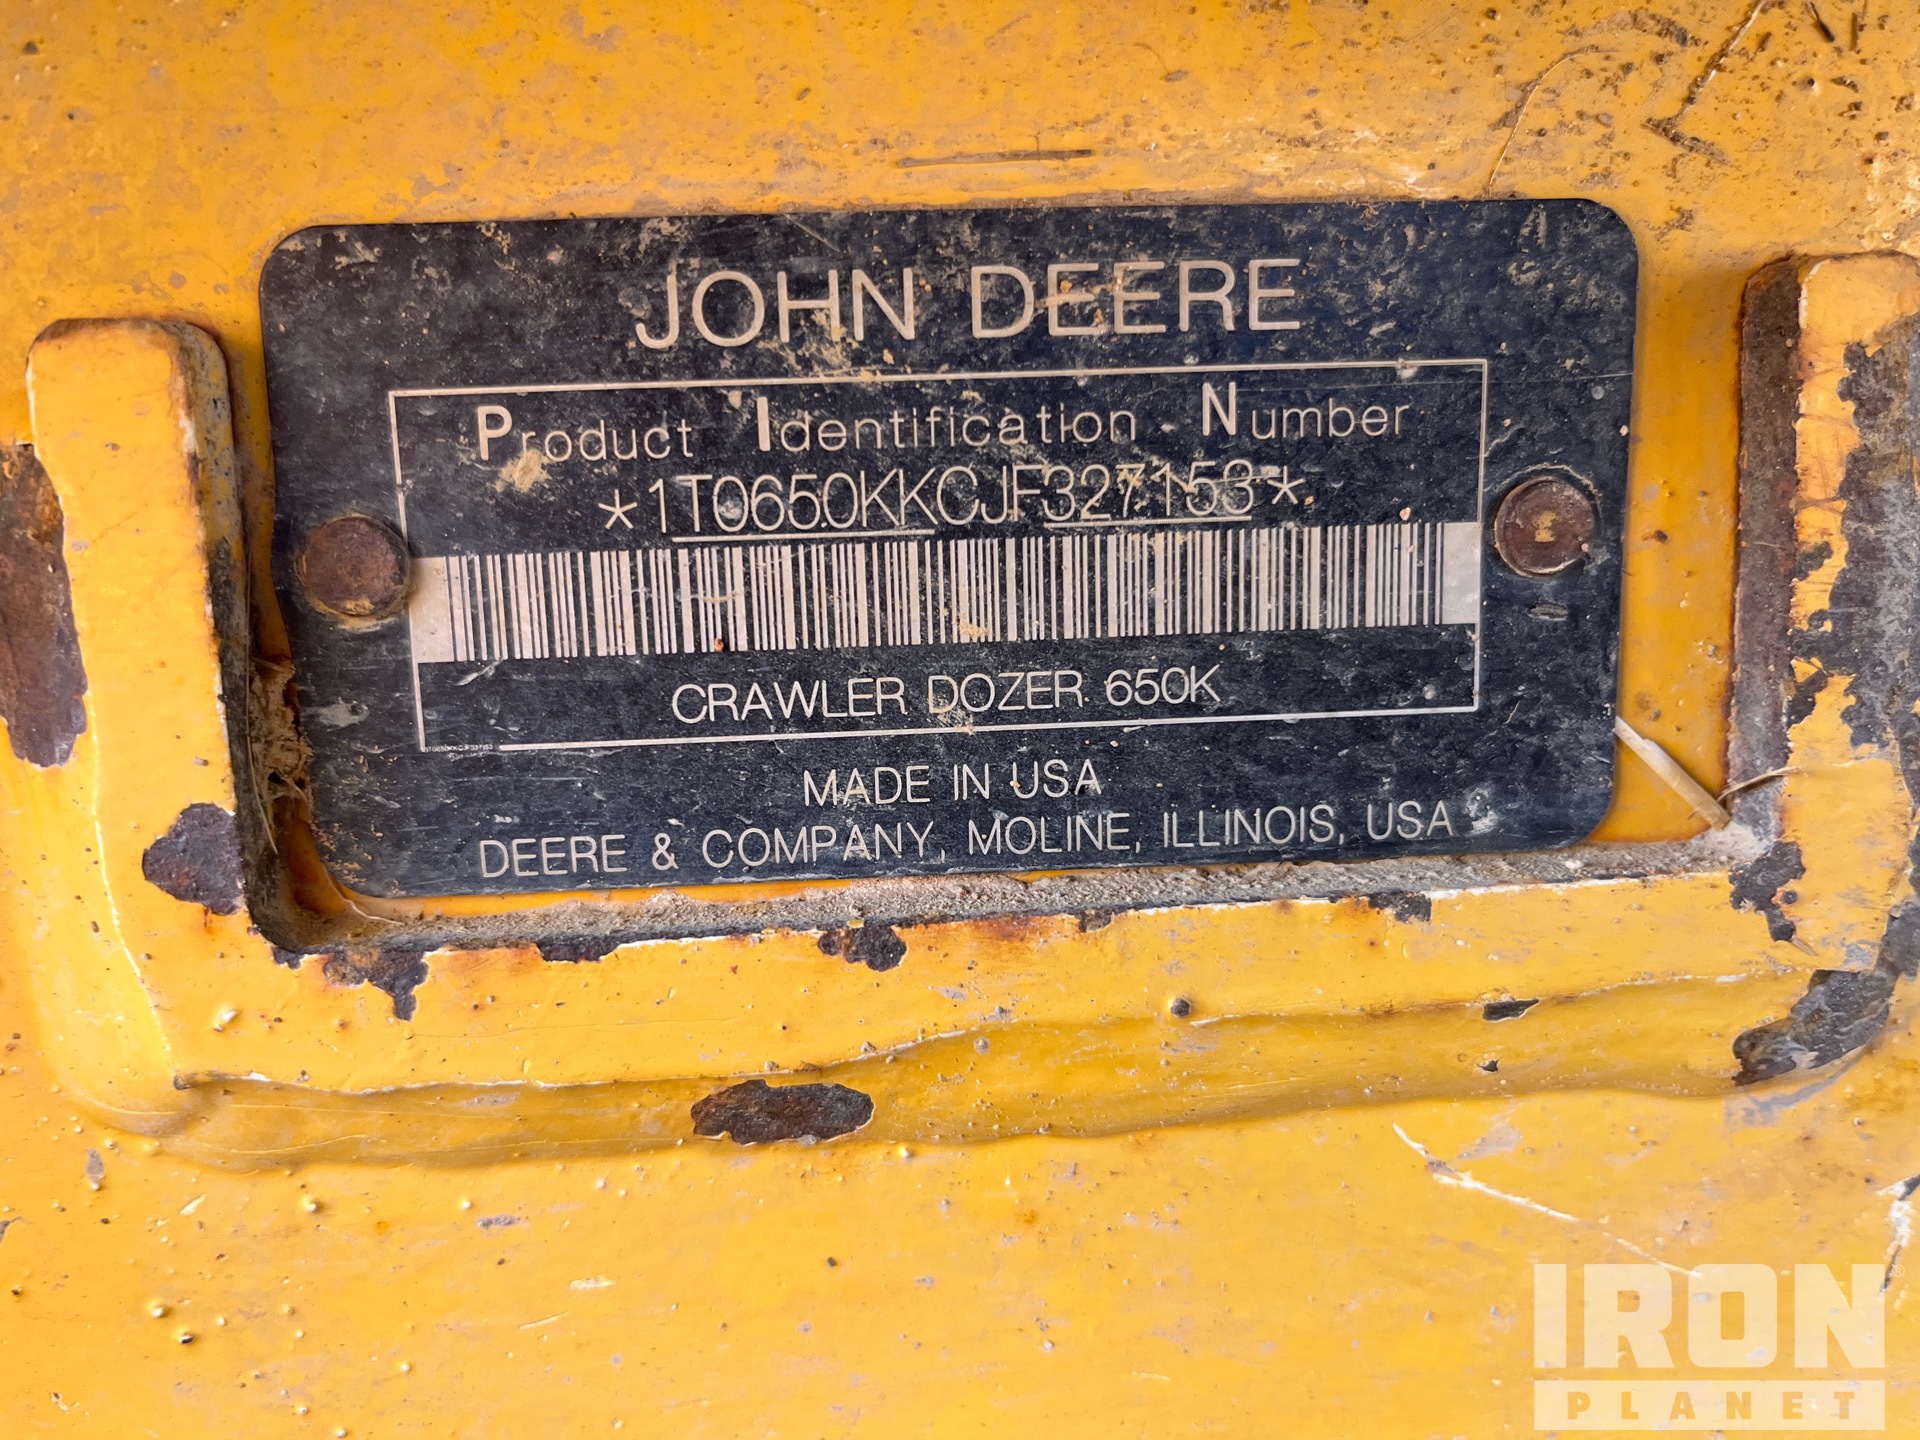 JOHN DEERE
Product Identification Number
*1T0650KKCJF327153*
CRAWLER DOZER 650K
1T0650KKCJF327153
MADE IN USA
DEERE & COMPANY, MOLINE, ILLINOIS, USA
IRON
PLANET